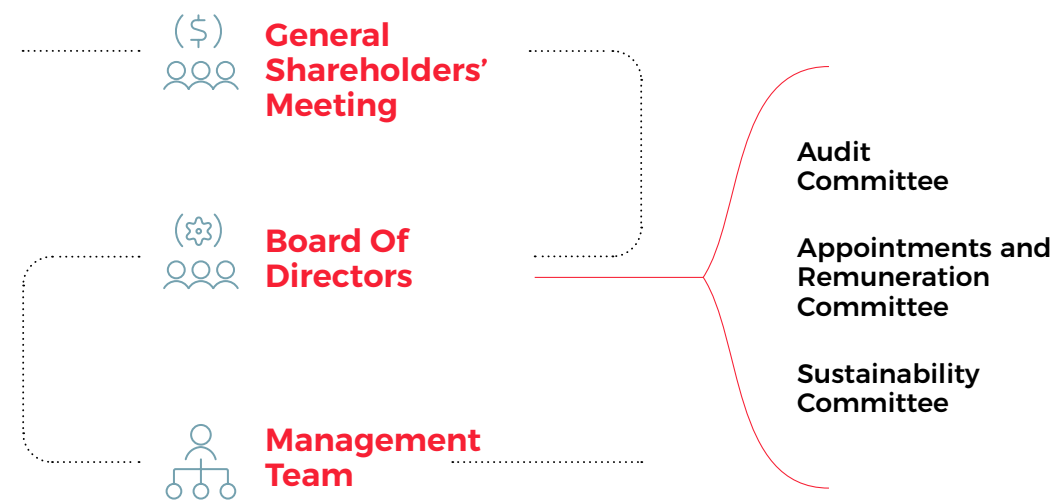 ($)
General
Shareholders’
Meeting
Board Of
Directors
Management
Team
Audit
Committee
Appointments and
Remuneration
Committee
Sustainability
Committee